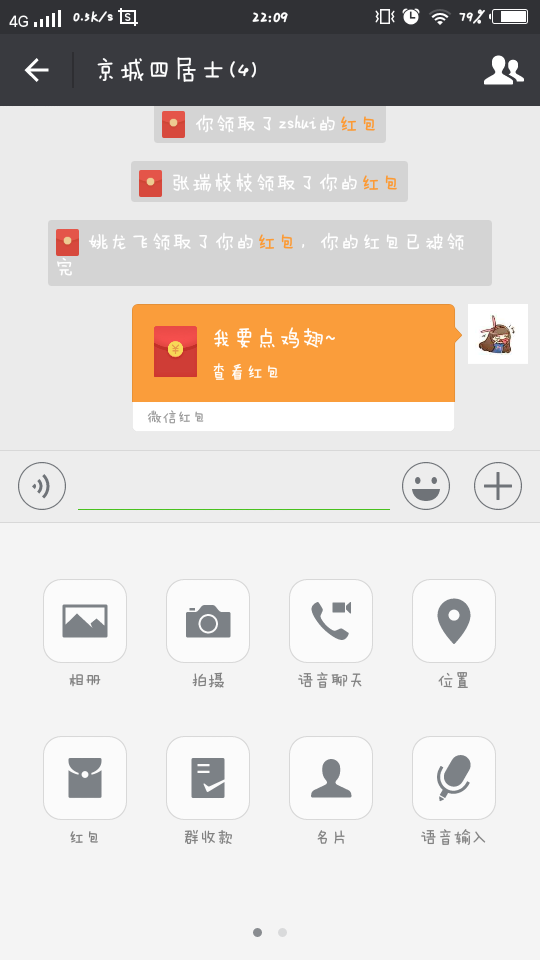 4G 0.3k/s 22:09 79%
京城四居士(4)
你领取了zshui的红包
张瑞枝枝领取了你的红包
姚龙飞领取了你的红包，你的红包已被领
完
我要点鸡翅~
查看红包
微信红包
相册 拍摄 语音聊天 位置
红包 群收款 名片 语音输入